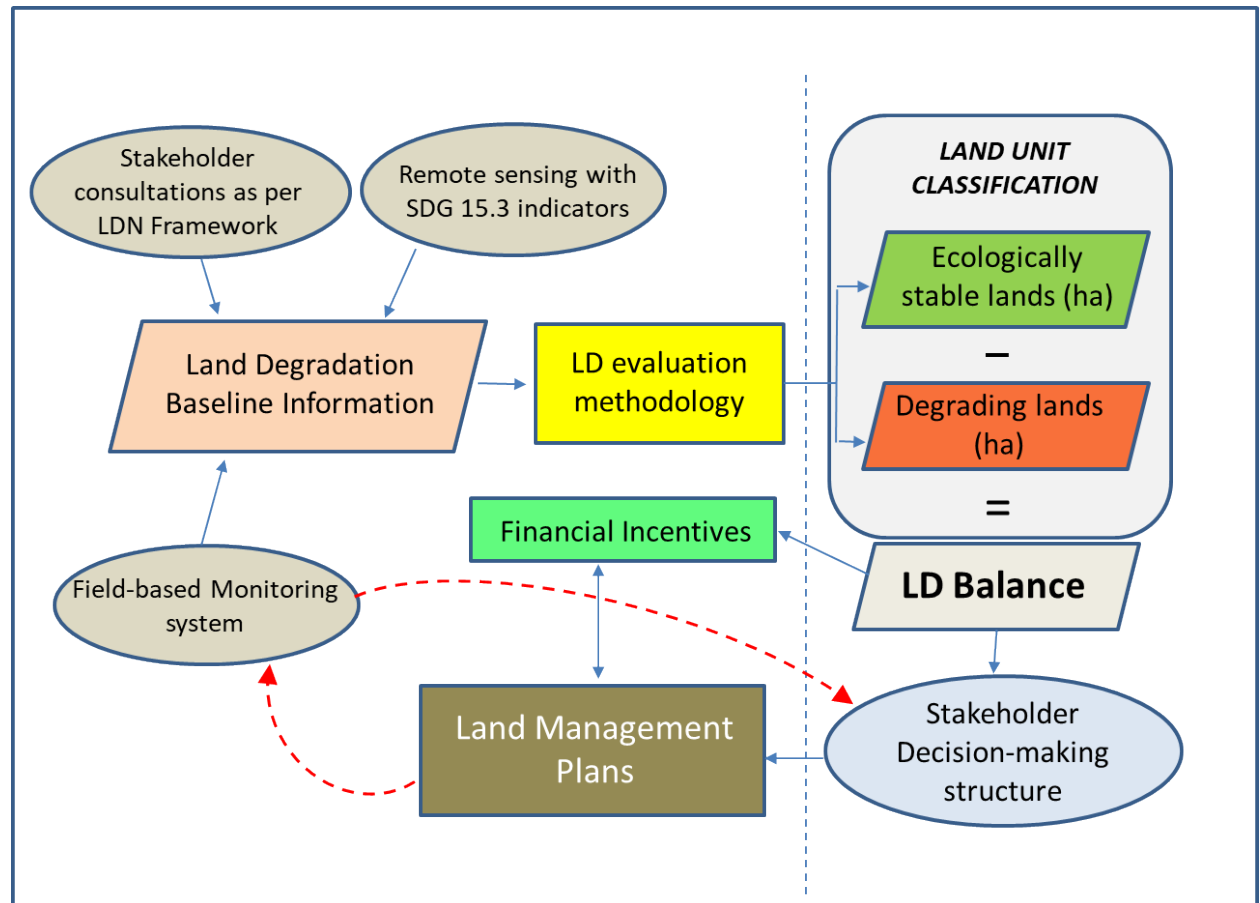 Stakeholder
consultations as per
LDN Framework
Remote sensing with
SDG 15.3 indicators
LAND UNIT
CLASSIFICATION
Ecologically
stable lands (ha)
–
Degrading lands
(ha)
=
LD Balance
Land Degradation
Baseline Information
LD evaluation
methodology
Financial Incentives
Field-based Monitoring
system
Land Management
Plans
Stakeholder
Decision-making
structure